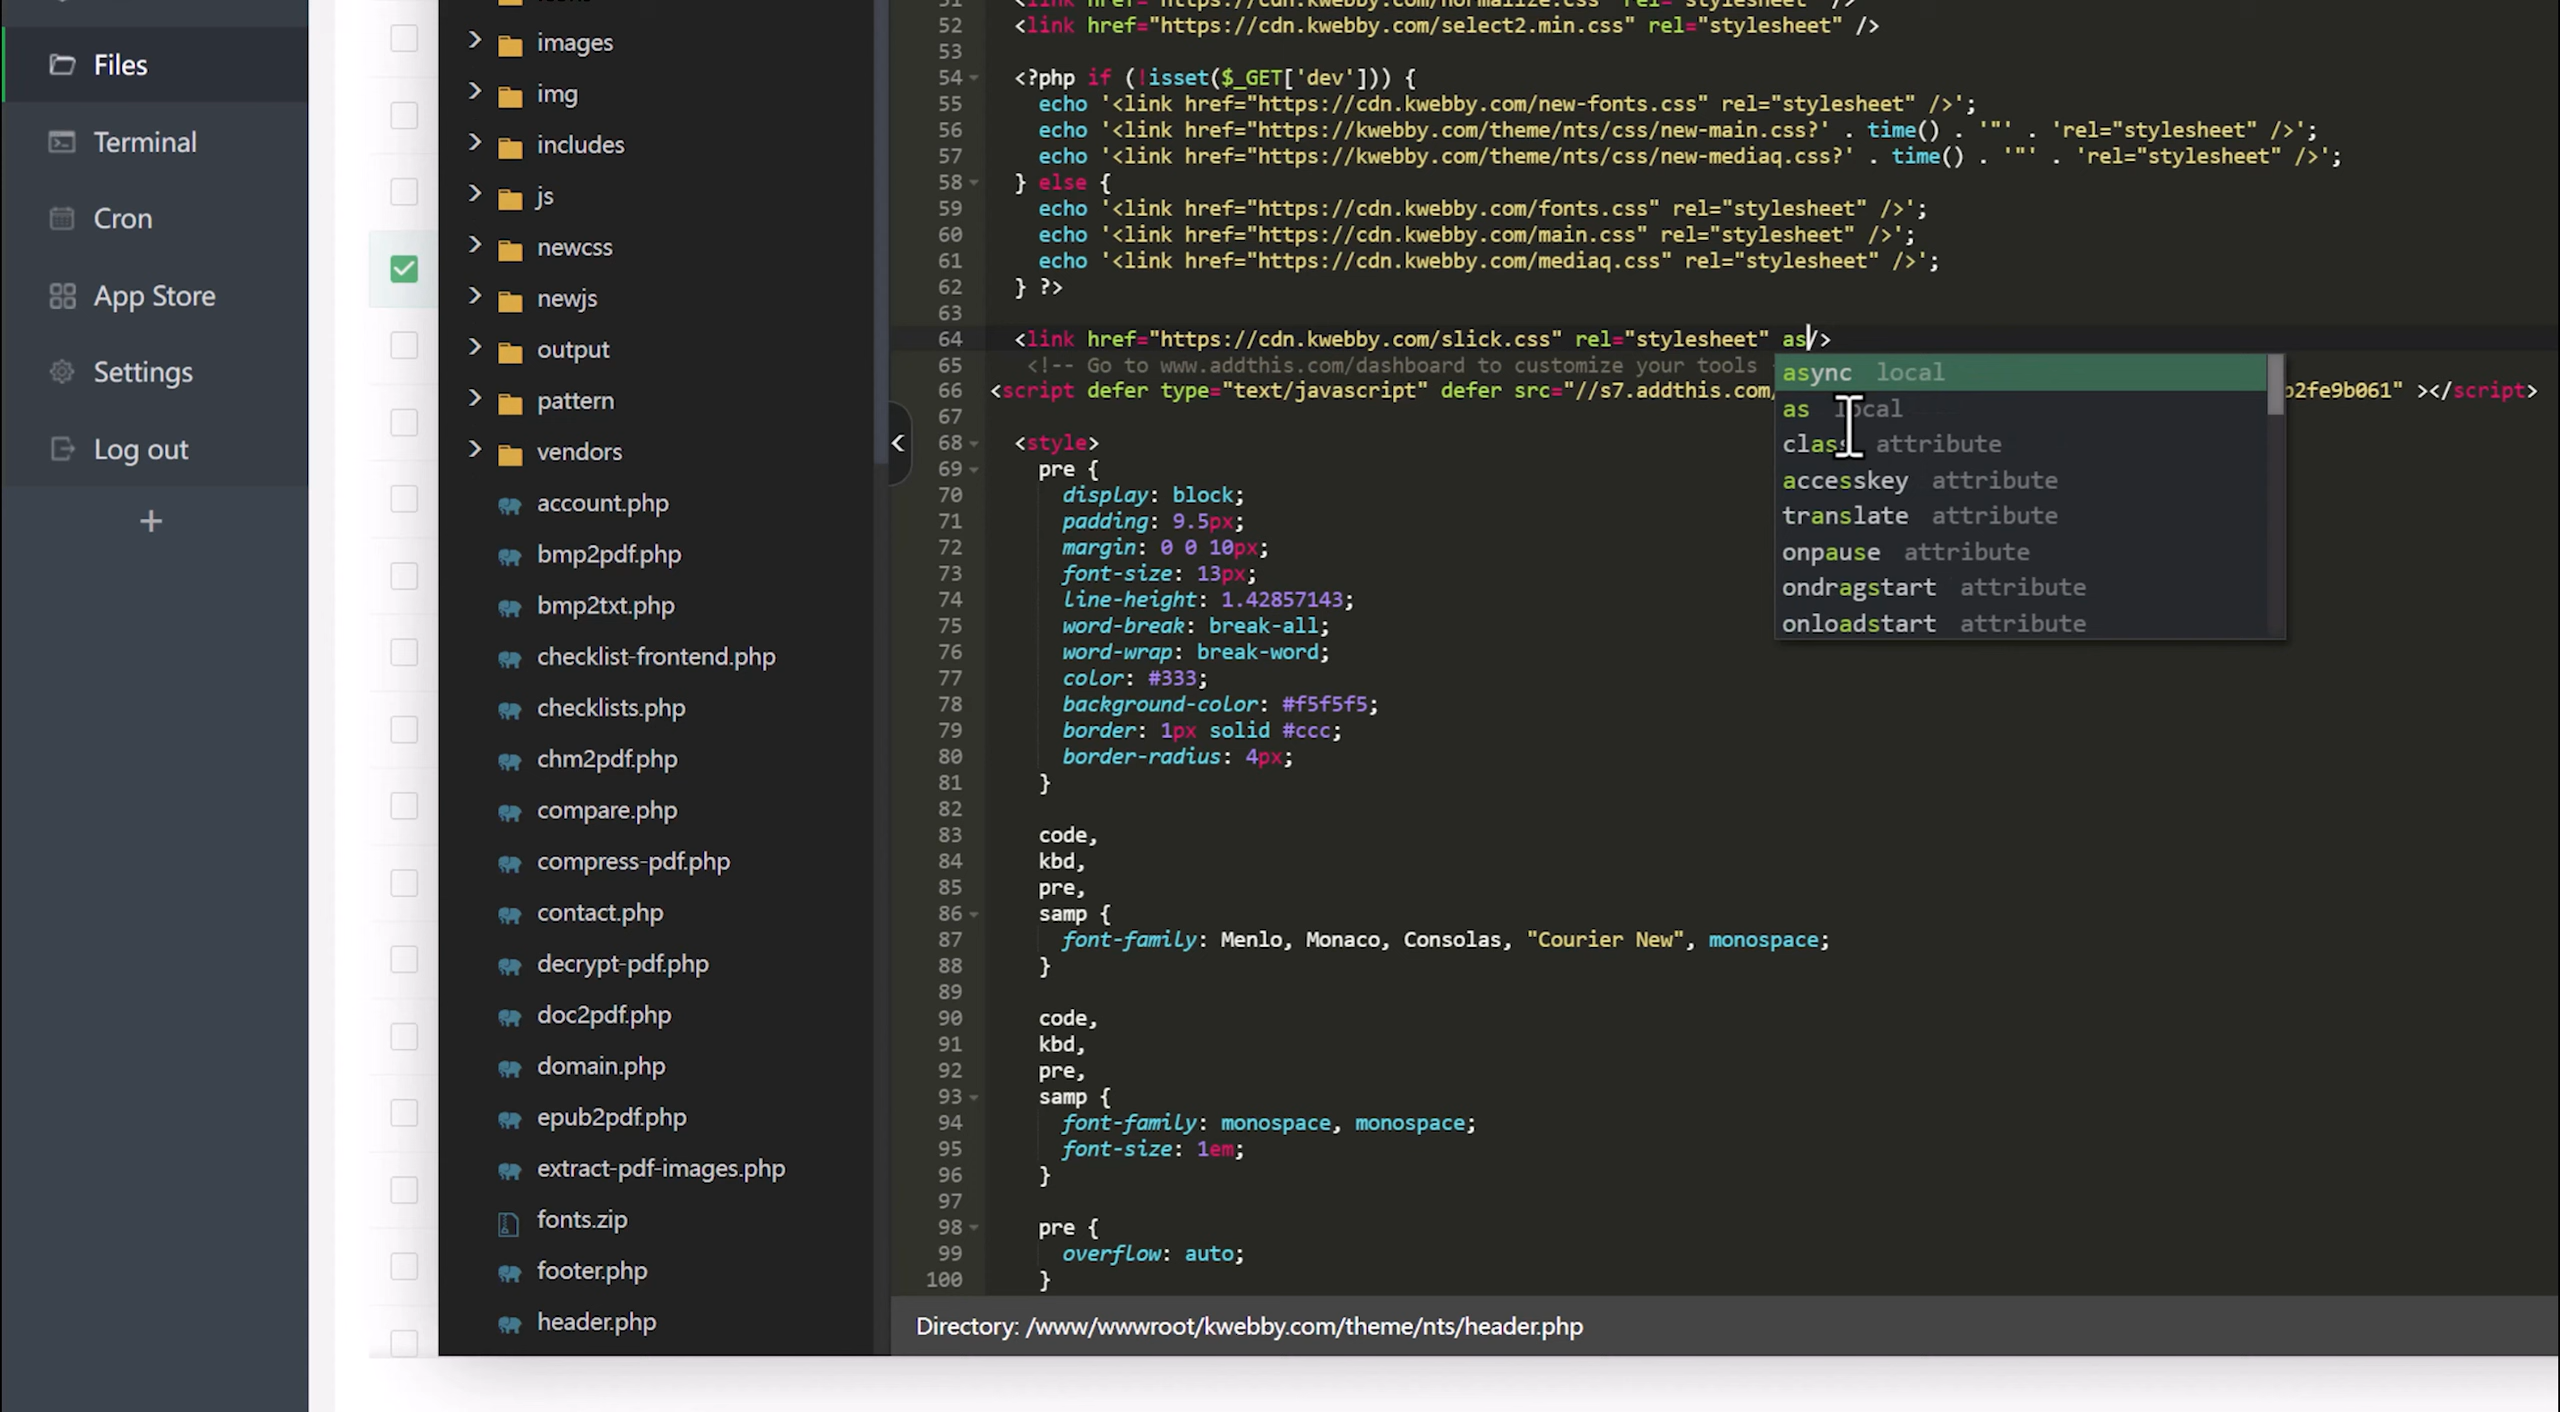 Files
Terminal
Cron
App Store
Settings
Log out
+
images
img
includes
js
newcss
newjs
output
pattern
vendors
account.php
bmp2pdf.php
bmp2txt.php
checklist-frontend.php
checklists.php
chm2pdf.php
compare.php
compress-pdf.php
contact.php
decrypt-pdf.php
doc2pdf.php
domain.php
epub2pdf.php
extract-pdf-images.php
fonts.zip
footer.php
header.php
52 <link href="https://cdn.kwebby.com/select2.min.css" rel="stylesheet" />
53
54 <?php if (!isset($_GET['dev'])) {
55 echo '<link href="https://cdn.kwebby.com/new-fonts.css" rel="stylesheet" />';
56 echo '<link href="https://kwebby.com/theme/nts/css/new-main.css?' . time() . '"' . 'rel="stylesheet" />';
57 echo '<link href="https://kwebby.com/theme/nts/css/new-mediaq.css?' . time() . '"' . 'rel="stylesheet" />';
58 } else {
59 echo '<link href="https://cdn.kwebby.com/fonts.css" rel="stylesheet" />';
60 echo '<link href="https://cdn.kwebby.com/main.css" rel="stylesheet" />';
61 echo '<link href="https://cdn.kwebby.com/mediaq.css" rel="stylesheet" />';
62 } ?>
63
64 <link href="https://cdn.kwebby.com/slick.css" rel="stylesheet" as/>
65 <!-- Go to www.addthis.com/dashboard to customize your tools
66 <script defer type="text/javascript" defer src="//s7.addthis.com/ b2fe9b061" ></script>
67
68 <style>
69 pre {
70 display: block;
71 padding: 9.5px;
72 margin: 0 0 10px;
73 font-size: 13px;
74 line-height: 1.42857143;
75 word-break: break-all;
76 word-wrap: break-word;
77 color: #333;
78 background-color: #f5f5f5;
79 border: 1px solid #ccc;
80 border-radius: 4px;
81 }
82
83 code,
84 kbd,
85 pre,
86 samp {
87 font-family: Menlo, Monaco, Consolas, "Courier New", monospace;
88 }
89
90 code,
91 kbd,
92 pre,
93 samp {
94 font-family: monospace, monospace;
95 font-size: 1em;
96 }
97
98 pre {
99 overflow: auto;
100 }
async local
as local
class attribute
accesskey attribute
translate attribute
onpause attribute
ondragstart attribute
onloadstart attribute
Directory: /www/wwwroot/kwebby.com/theme/nts/header.php